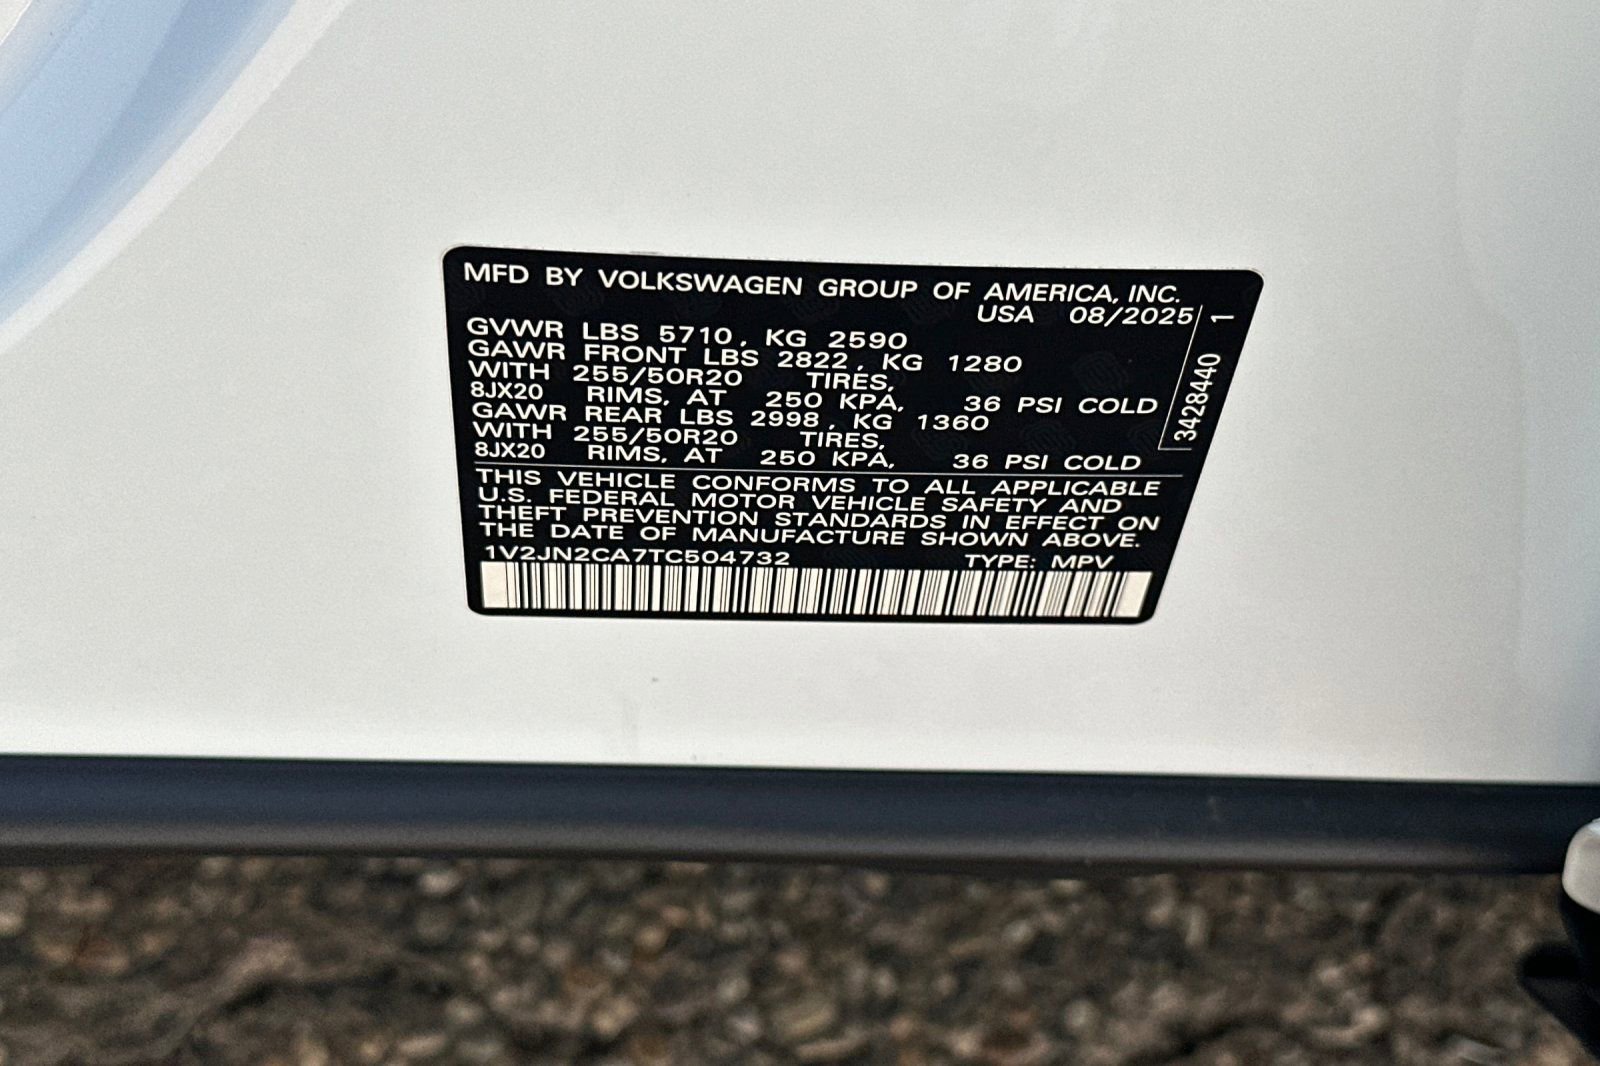 MFD BY VOLKSWAGEN GROUP OF AMERICA, INC.
USA 08/2025
GVWR LBS 5710, KG 2590
GAWR FRONT LBS 2822, KG 1280
WITH 255/50R20 TIRES,
8JX20 RIMS, AT 250 KPA, 36 PSI COLD
GAWR REAR LBS 2998, KG 1360
WITH 255/50R20 TIRES,
8JX20 RIMS, AT 250 KPA, 36 PSI COLD
THIS VEHICLE CONFORMS TO ALL APPLICABLE
U.S. FEDERAL MOTOR VEHICLE SAFETY AND
THEFT PREVENTION STANDARDS IN EFFECT ON
THE DATE OF MANUFACTURE SHOWN ABOVE.
1V2JN2CA7TC504732 TYPE: MPV
3428440 1